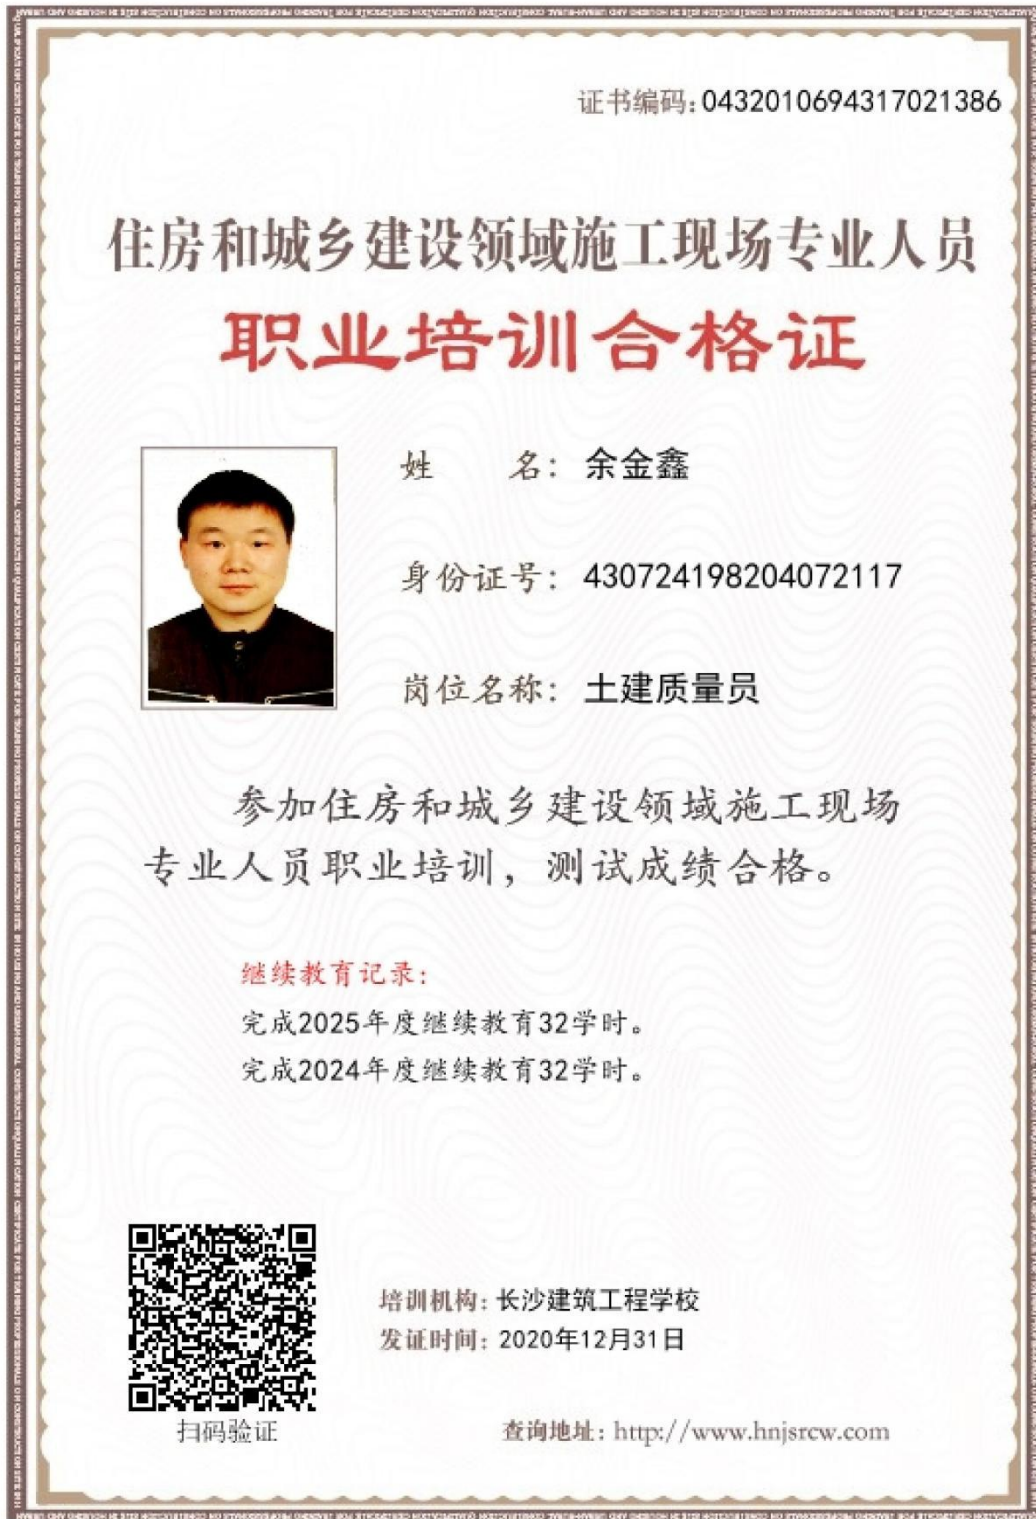 证书编码：0432010694317021386
住房和城乡建设领域施工现场专业人员
职业培训合格证
姓 名： 余金鑫
身份证号： 430724198204072117
岗位名称： 土建质量员
参加住房和城乡建设领域施工现场
专业人员职业培训，测试成绩合格。
继续教育记录：
完成2025年度继续教育32学时。
完成2024年度继续教育32学时。
培训机构：长沙建筑工程学校
发证时间：2020年12月31日
扫码验证
查询地址：http://www.hnjsrcw.com